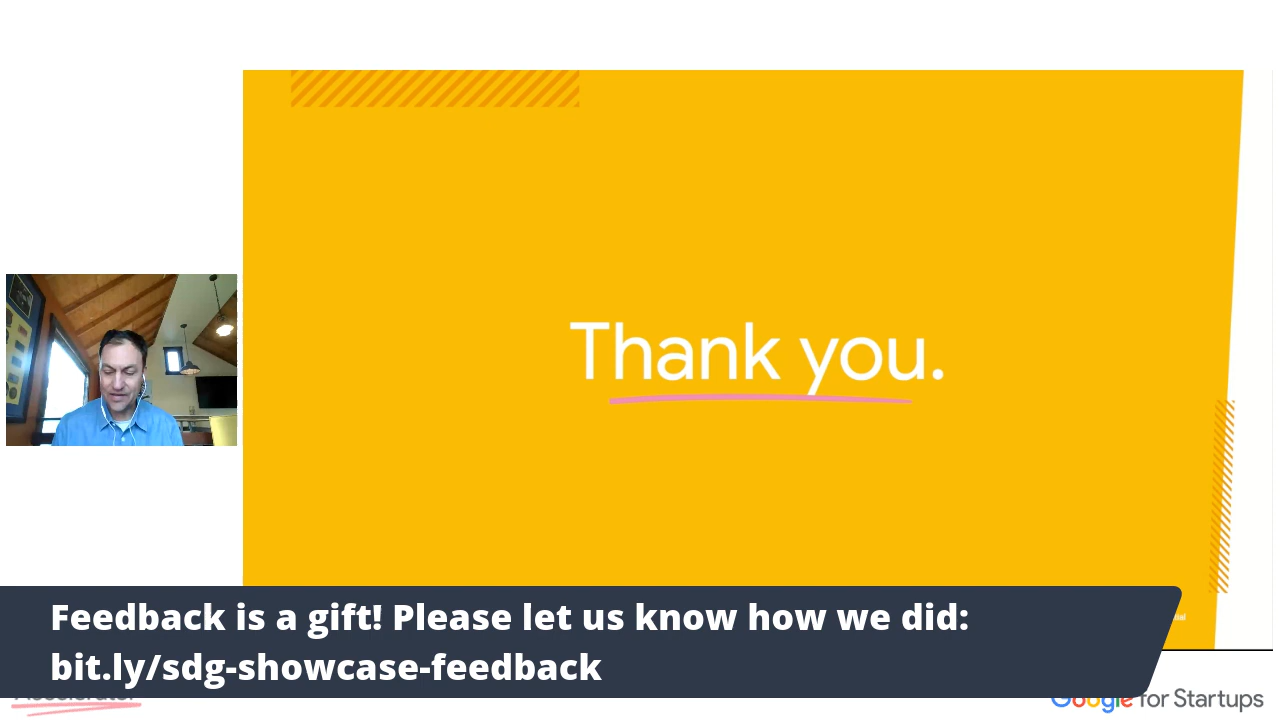 Thank you.
Feedback is a gift! Please let us know how we did:
bit.ly/sdg-showcase-feedback
Google for Startups